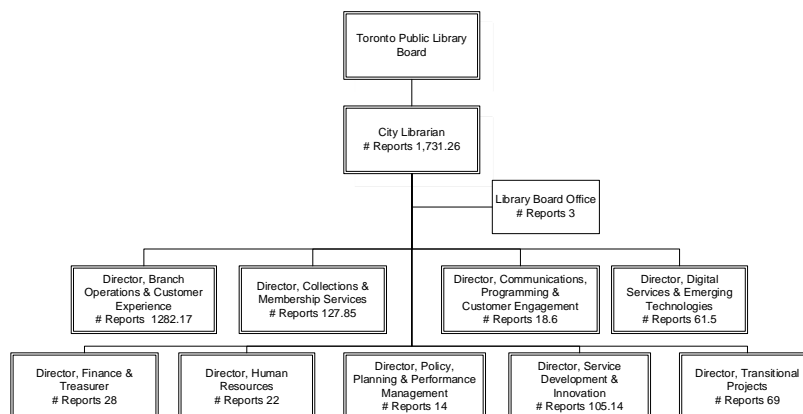 Toronto Public Library
Board
City Librarian
# Reports 1,731.26
Library Board Office
# Reports 3
Director, Branch
Operations & Customer
Experience
# Reports 1282.17
Director, Collections &
Membership Services
# Reports 127.85
Director, Communications,
Programming &
Customer Engagement
# Reports 18.6
Director, Digital
Services & Emerging
Technologies
# Reports 61.5
Director, Finance &
Treasurer
# Reports 28
Director, Human
Resources
# Reports 22
Director, Policy,
Planning & Performance
Management
# Reports 14
Director, Service
Development &
Innovation
# Reports 105.14
Director, Transitional
Projects
# Reports 69